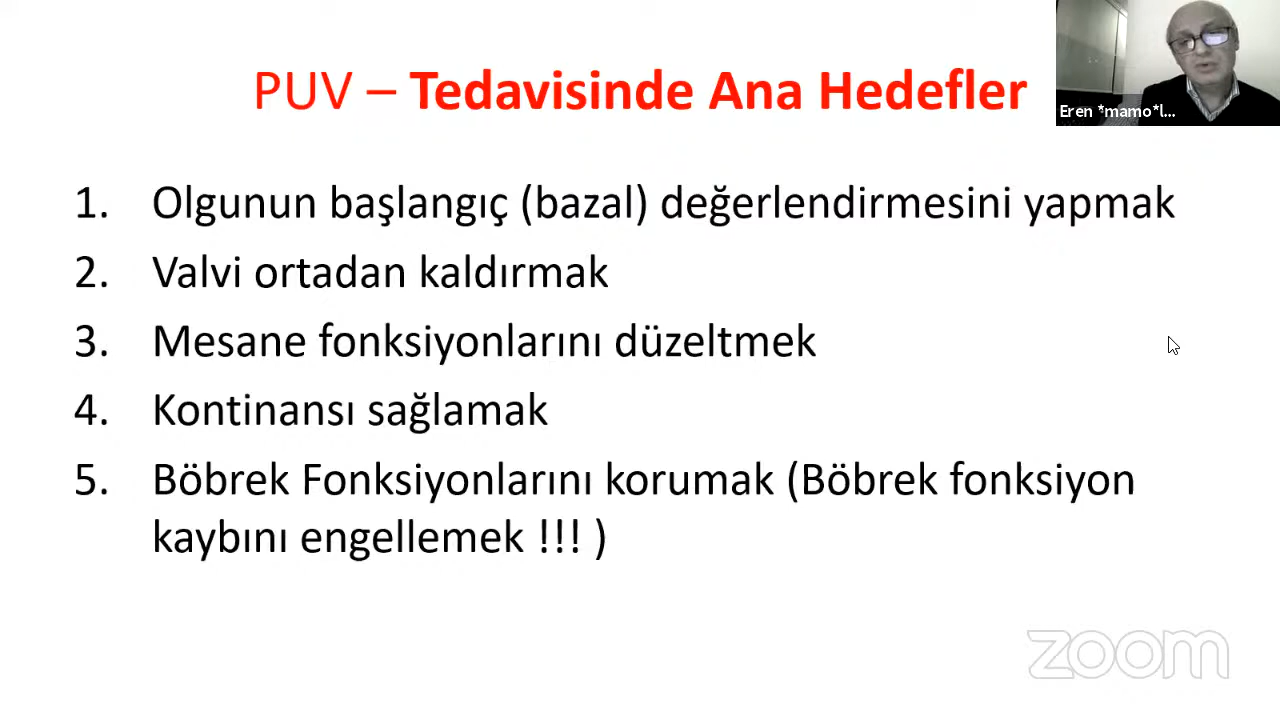 PUV – Tedavisinde Ana Hedefler
Eren *mamo*l...
1. Olgunun başlangıç (bazal) değerlendirmesini yapmak
2. Valvi ortadan kaldırmak
3. Mesane fonksiyonlarını düzeltmek
4. Kontinansı sağlamak
5. Böbrek Fonksiyonlarını korumak (Böbrek fonksiyon
kaybını engellemek !!! )
zoom